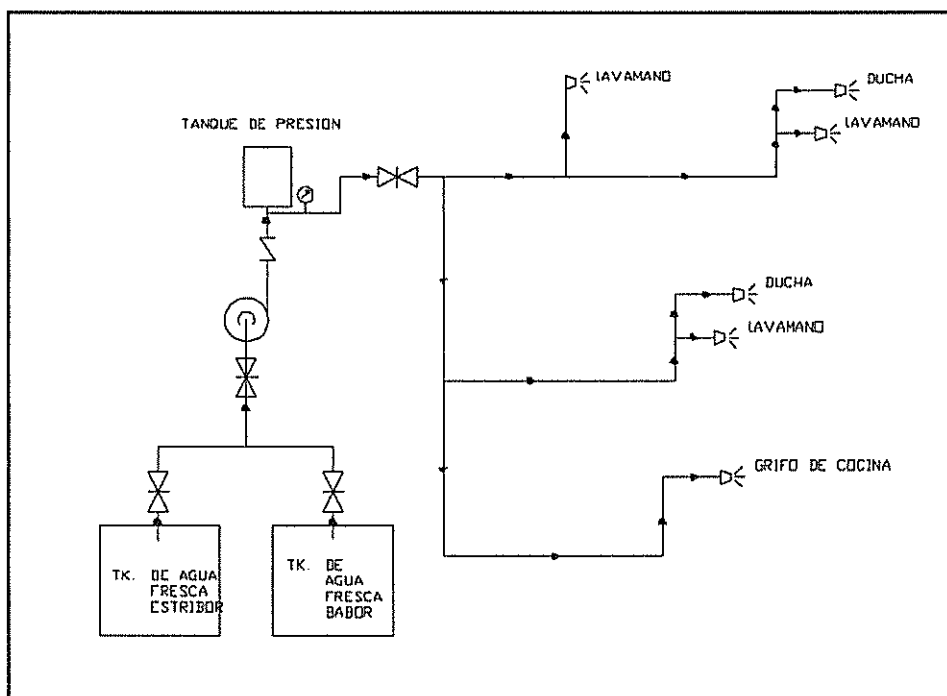 LAVAMANO
DUCHA
LAVAMANO
TANQUE DE PRESION
DUCHA
LAVAMANO
GRIFO DE COCINA
TK. DE AGUA
FRESCA
ESTRIBOR
TK. DE
AGUA
FRESCA
BABOR